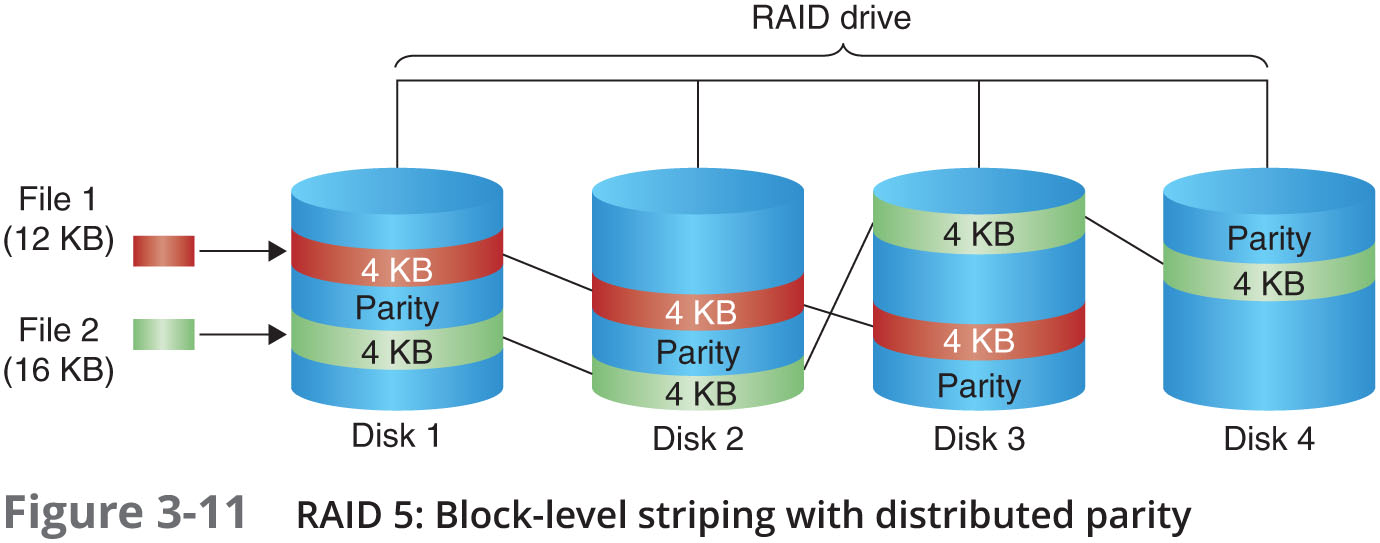 RAID drive
File 1
(12 KB)
File 2
(16 KB)
4 KB
Parity
4 KB
4 KB
Parity
4 KB
4 KB
4 KB
Parity
Parity
4 KB
Disk 1
Disk 2
Disk 3
Disk 4
Figure 3-11 RAID 5: Block-level striping with distributed parity